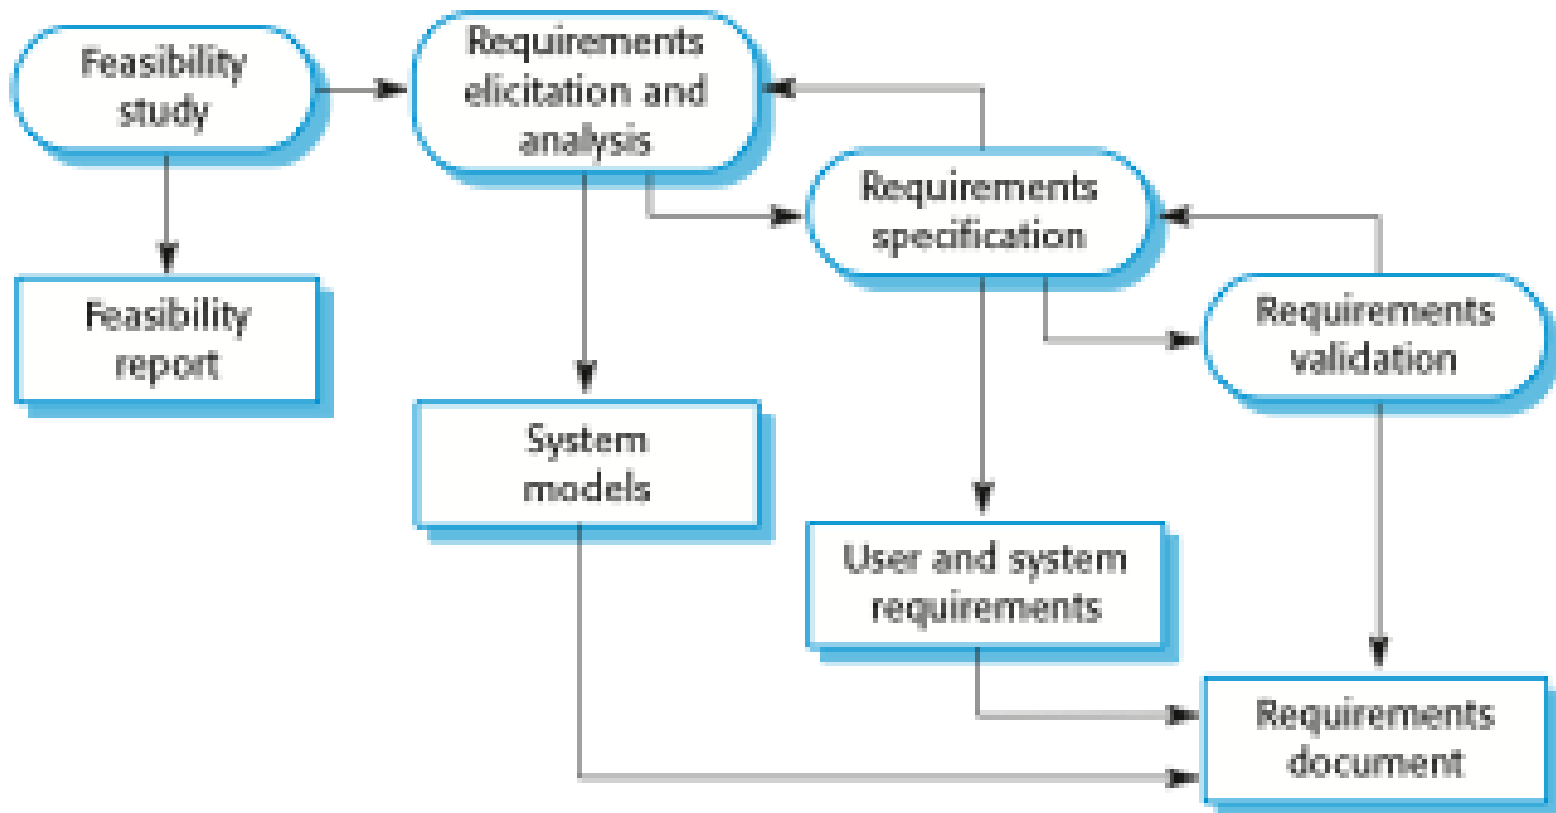 Feasibility
study
Requirements
elicitation and
analysis
Requirements
specification
Requirements
validation
Feasibility
report
System
models
User and system
requirements
Requirements
document